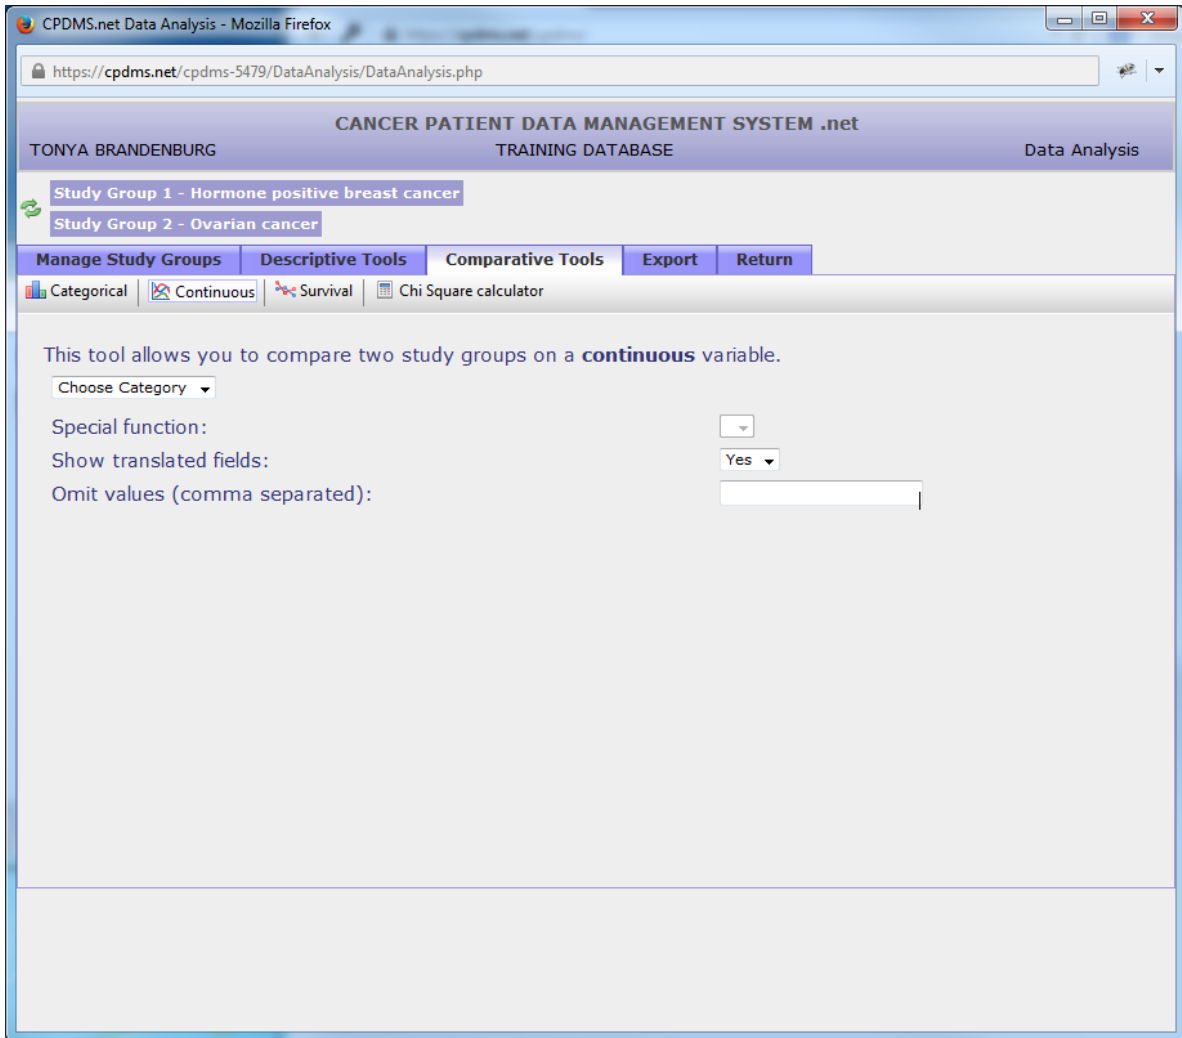 CPDMS.net Data Analysis - Mozilla Firefox
https://cpdms.net/cpdms-5479/DataAnalysis/DataAnalysis.php
CANCER PATIENT DATA MANAGEMENT SYSTEM .net
TONYA BRANDENBURG TRAINING DATABASE Data Analysis
Study Group 1 - Hormone positive breast cancer
Study Group 2 - Ovarian cancer
Manage Study Groups Descriptive Tools Comparative Tools Export Return
Categorical Continuous Survival Chi Square calculator
This tool allows you to compare two study groups on a continuous variable.
Choose Category
Special function:
Show translated fields: Yes
Omit values (comma separated):